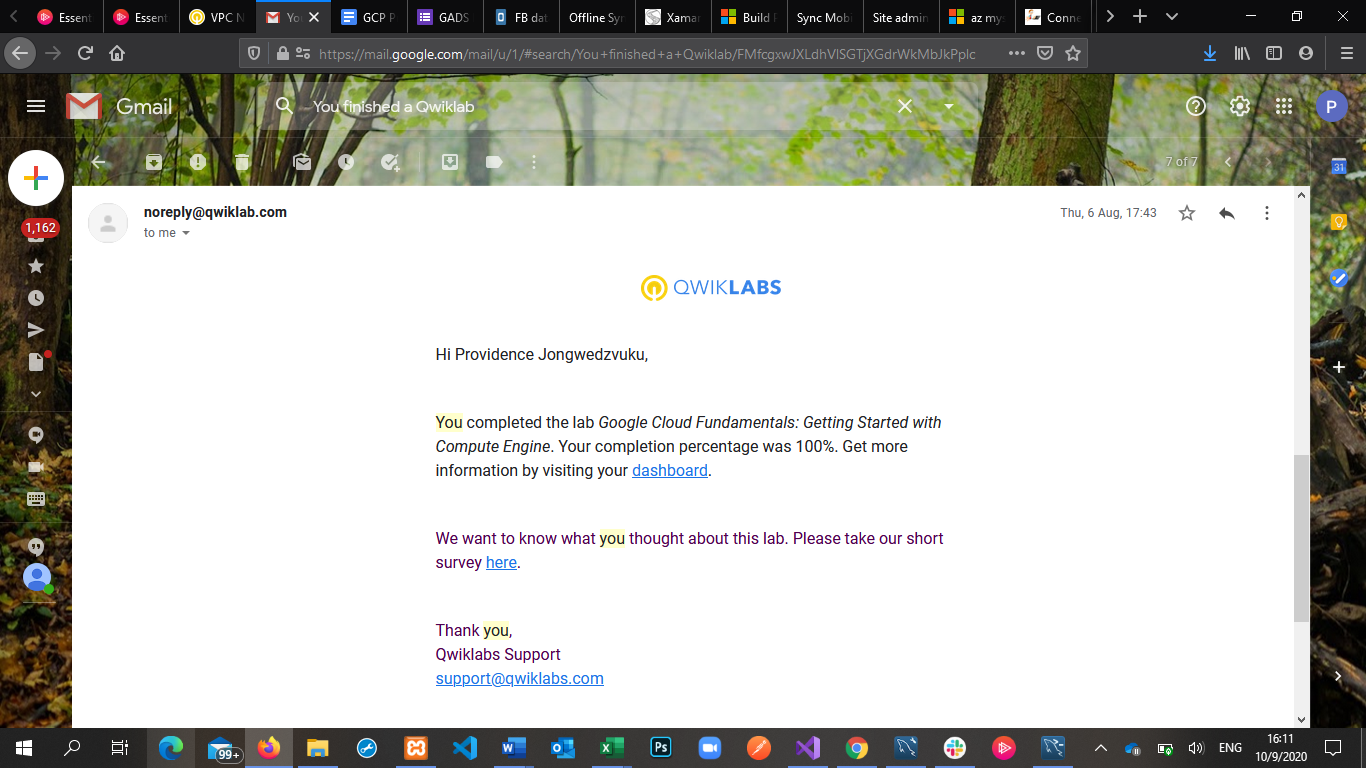 Essent
Essent
VPC N
You
GCP P
GADS
FB dat
Offline Syn
Xamar
Build P
Sync Mobi
Site admin
az mys
Conne
https://mail.google.com/mail/u/1/#search/You+finished+a+Qwiklab/FMfcgxwJXLdhVlSGTjXGdrWkMbJkPplc
Gmail
You finished a Qwiklab
P
7 of 7
31
1,162
noreply@qwiklab.com
Thu, 6 Aug, 17:43
to me
QWIKLABS
Hi Providence Jongwedzvuku,
You completed the lab Google Cloud Fundamentals: Getting Started with
Compute Engine. Your completion percentage was 100%. Get more
information by visiting your dashboard.
We want to know what you thought about this lab. Please take our short
survey here.
Thank you,
Qwiklabs Support
support@qwiklabs.com
99+
Ps
ENG
16:11
10/9/2020